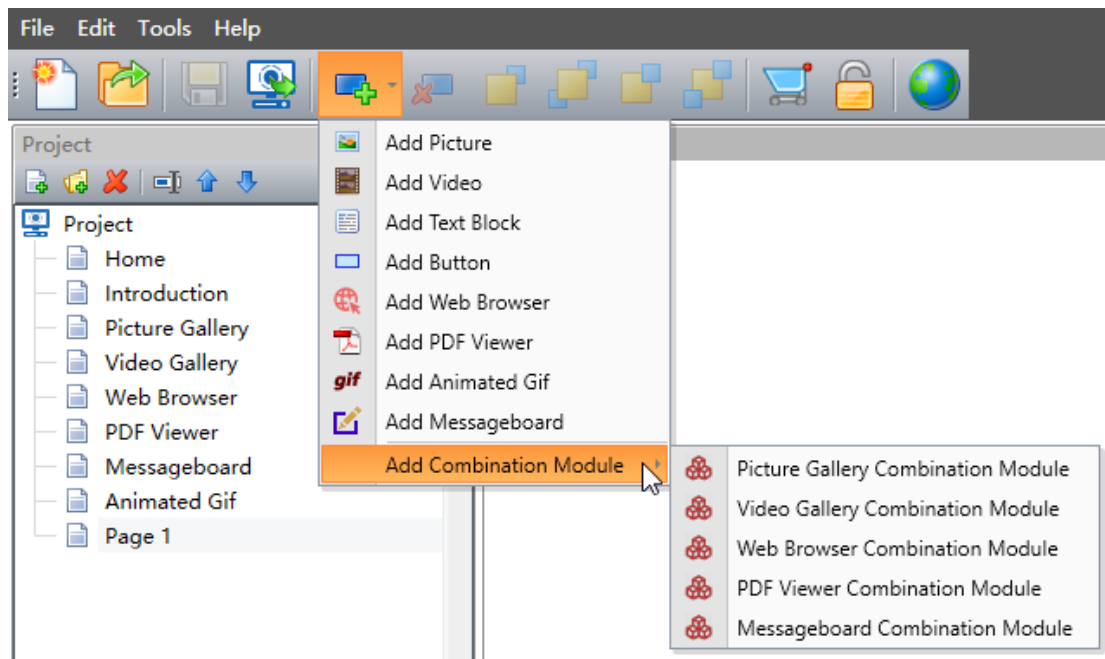 File Edit Tools Help
Project
Project
Home
Introduction
Picture Gallery
Video Gallery
Web Browser
PDF Viewer
Messageboard
Animated Gif
Page 1
Add Picture
Add Video
Add Text Block
Add Button
Add Web Browser
Add PDF Viewer
gif Add Animated Gif
Add Messageboard
Add Combination Module
Picture Gallery Combination Module
Video Gallery Combination Module
Web Browser Combination Module
PDF Viewer Combination Module
Messageboard Combination Module